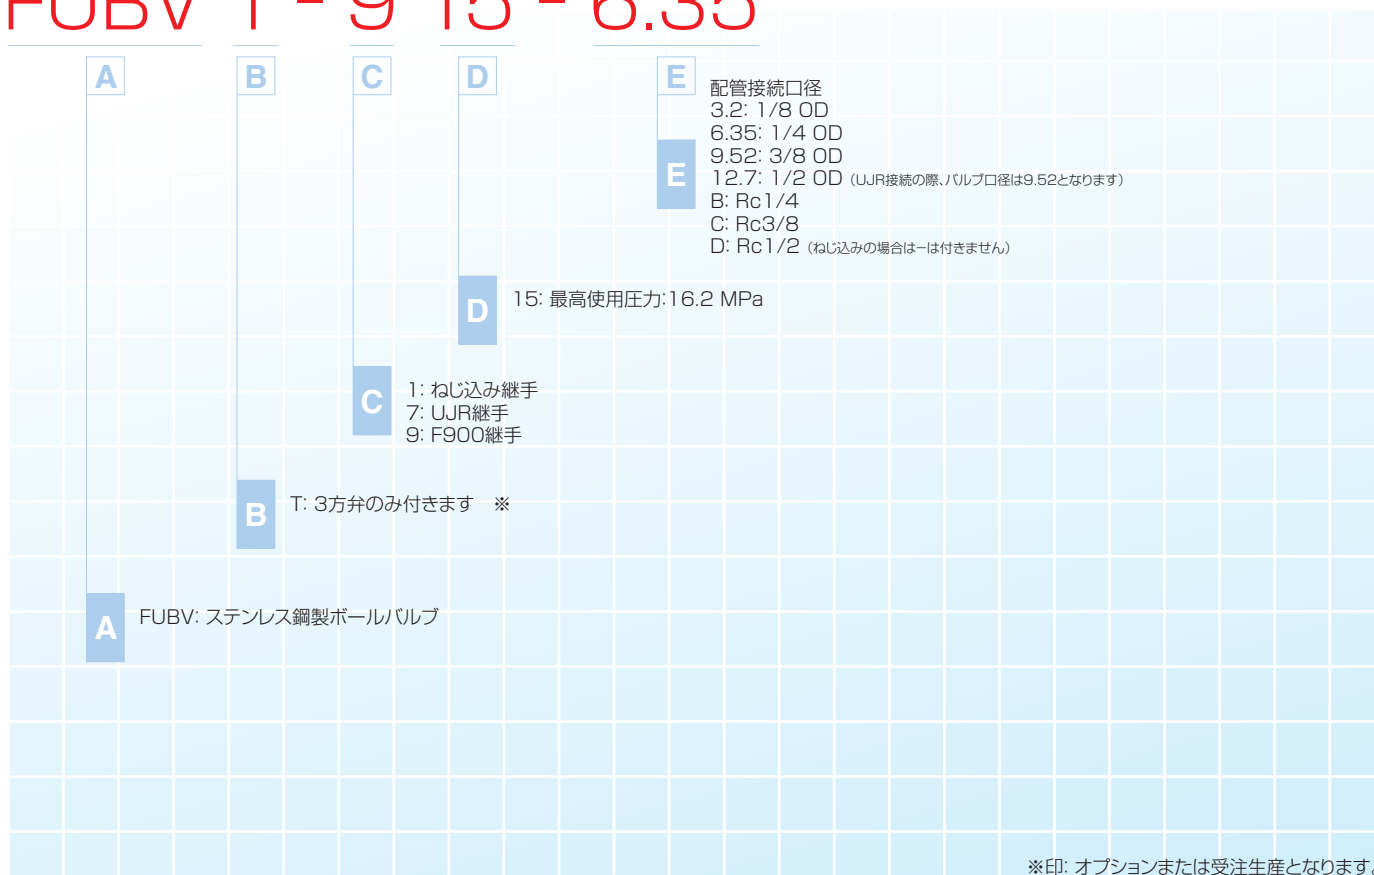 FUBV T - 9 15 - 6.35
A B C D E
配管接続口径
3.2: 1/8 OD
6.35: 1/4 OD
9.52: 3/8 OD
E
12.7: 1/2 OD (UJR接続の際、バルブ口径は9.52となります)
B: Rc1/4
C: Rc3/8
D: Rc1/2 (ねじ込みの場合は−は付きません)
D
15: 最高使用圧力:16.2 MPa
C
1: ねじ込み継手
7: UJR継手
9: F900継手
B
T: 3方弁のみ付きます ※
A
FUBV: ステンレス鋼製ボールバルブ
※印: オプションまたは受注生産となります。